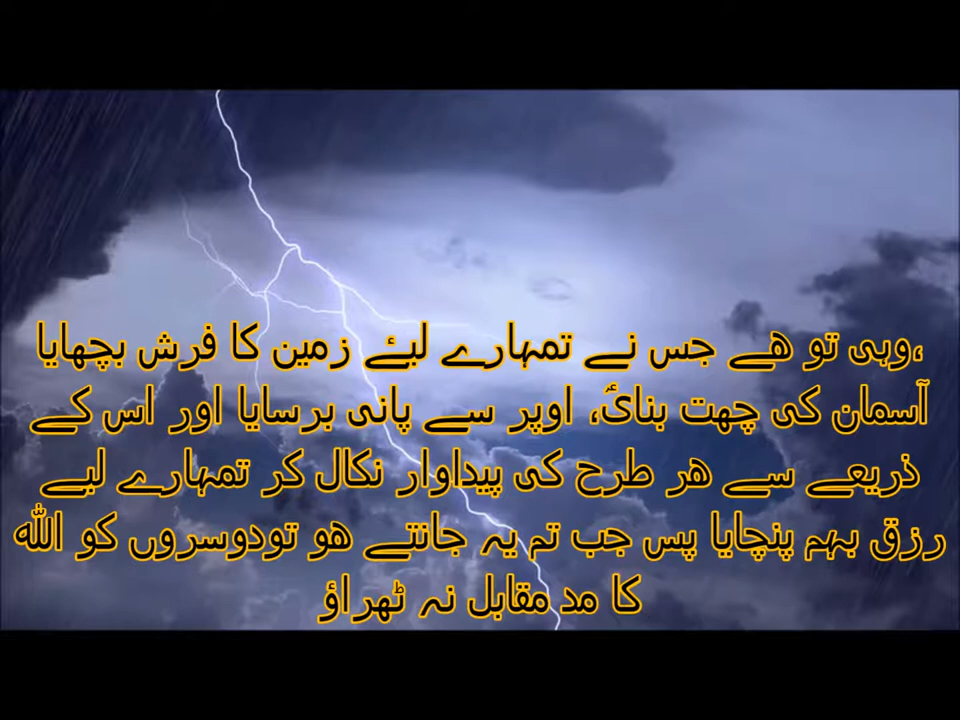 وہی تو ھے جس نے تمہارے لیۓ زمین کا فرش بچھایا،
آسمان کی چھت بنائ، اوپر سے پانی برسایا اور اس کے
ذریعے سے ھر طرح کی پیداوار نکال کر تمہارے لیے
رزق بہم پنچایا پس جب تم یہ جانتے ھو تودوسروں کو اللہ
کا مد مقابل نہ ٹھراؤ